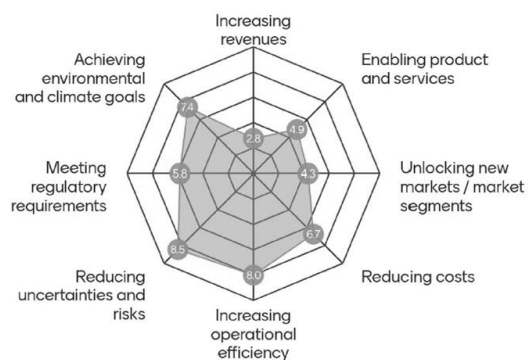 Increasing
revenues
Achieving
environmental
and climate goals
Enabling product
and services
7.4
2.8
4.9
Meeting
regulatory
requirements
5.8
4.3
Unlocking new
markets / market
segments
8.5
8.0
6.7
Reducing
uncertainties and
risks
Increasing
operational
efficiency
Reducing costs